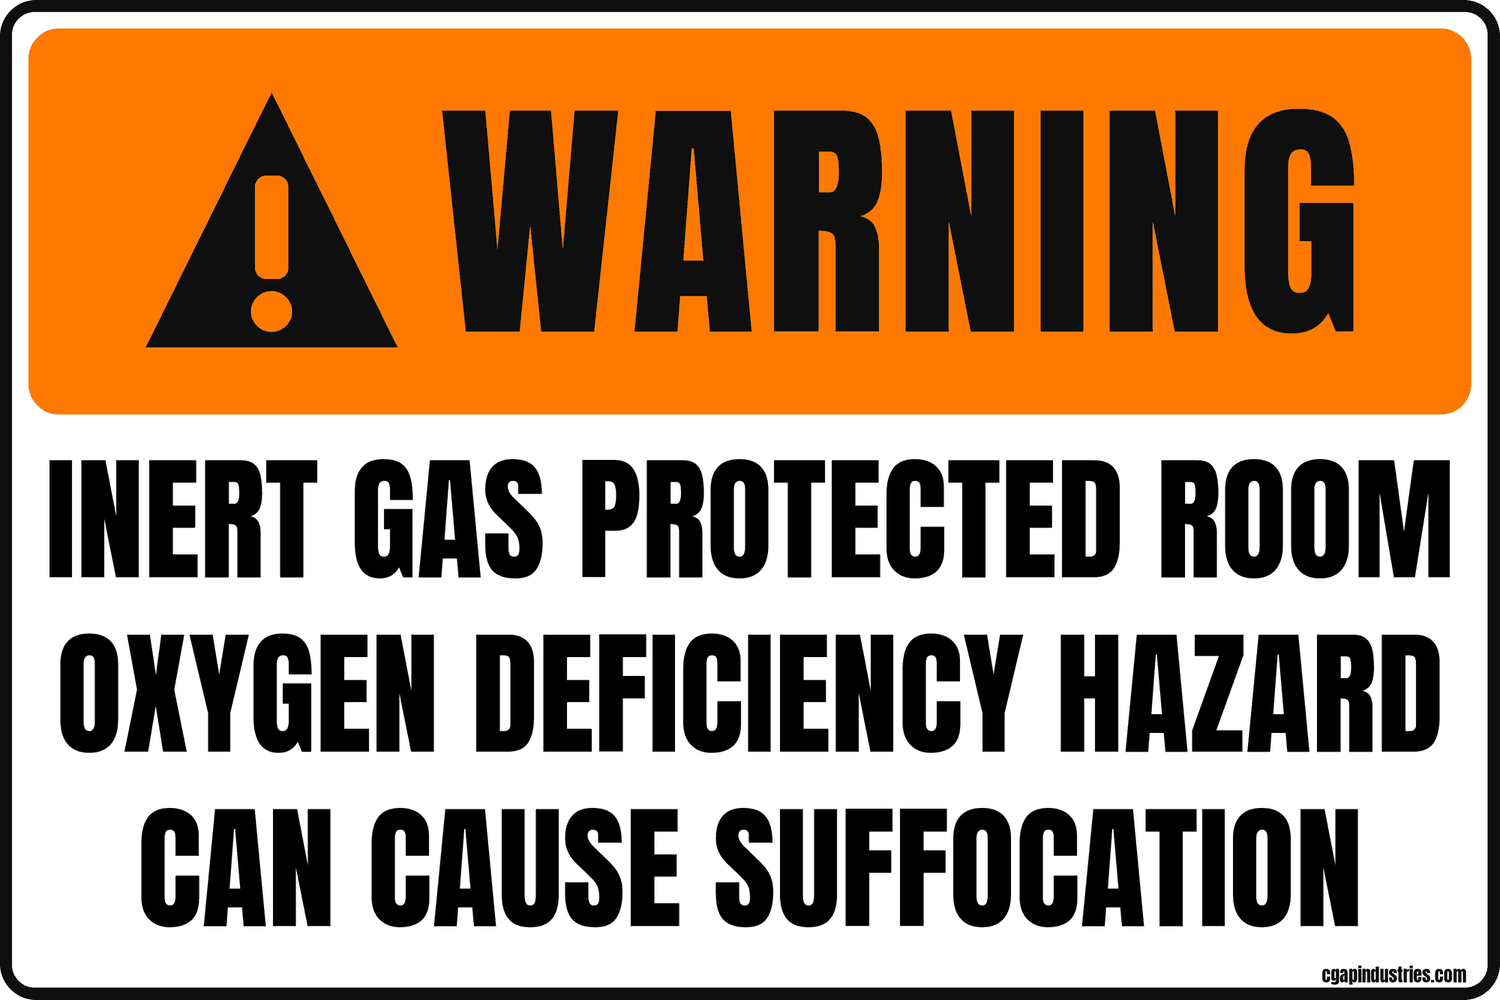 WARNING
INERT GAS PROTECTED ROOM
OXYGEN DEFICIENCY HAZARD
CAN CAUSE SUFFOCATION
cgapindustries.com